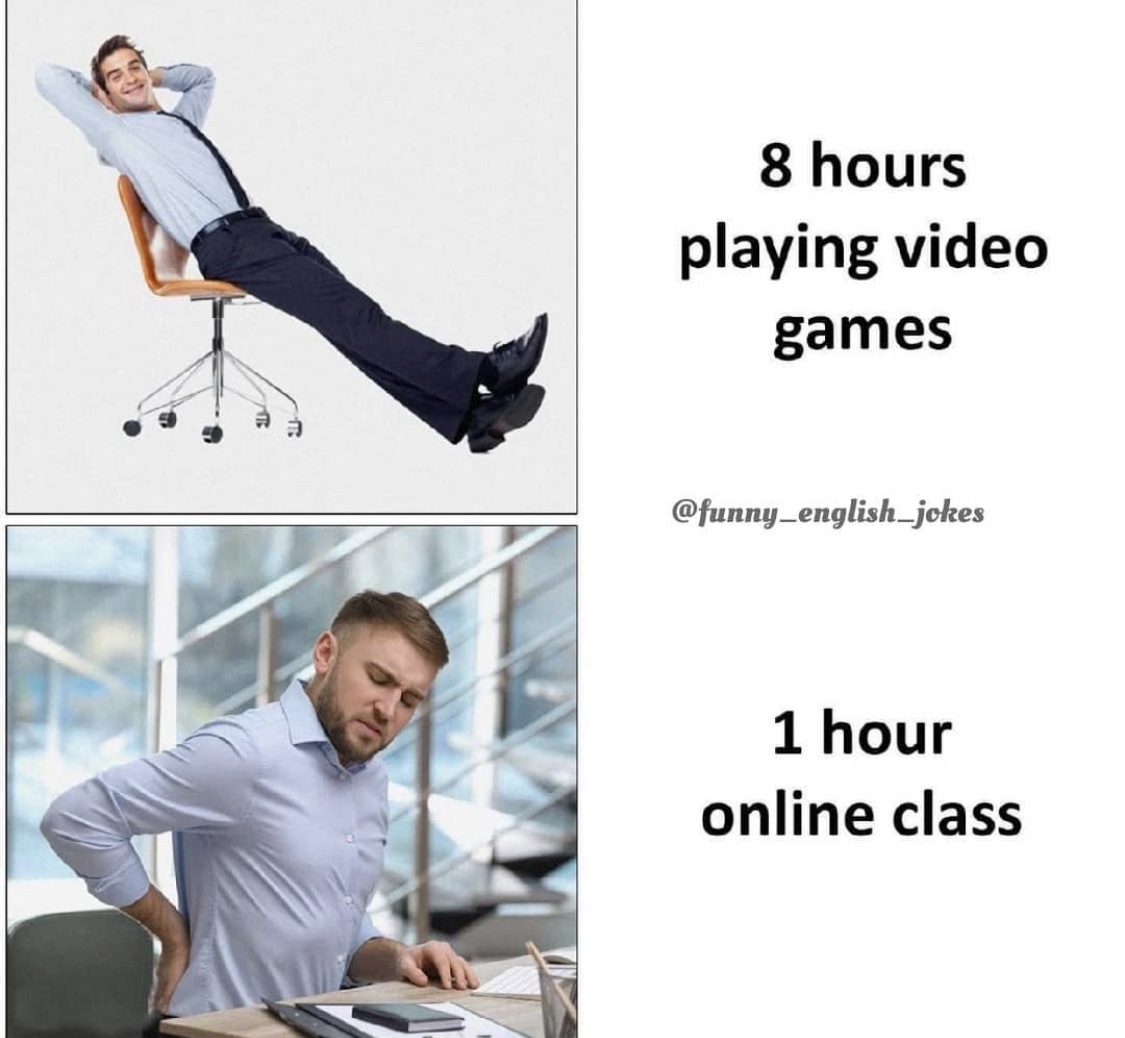 8 hours
playing video
games
@funny_english_jokes
1 hour
online class